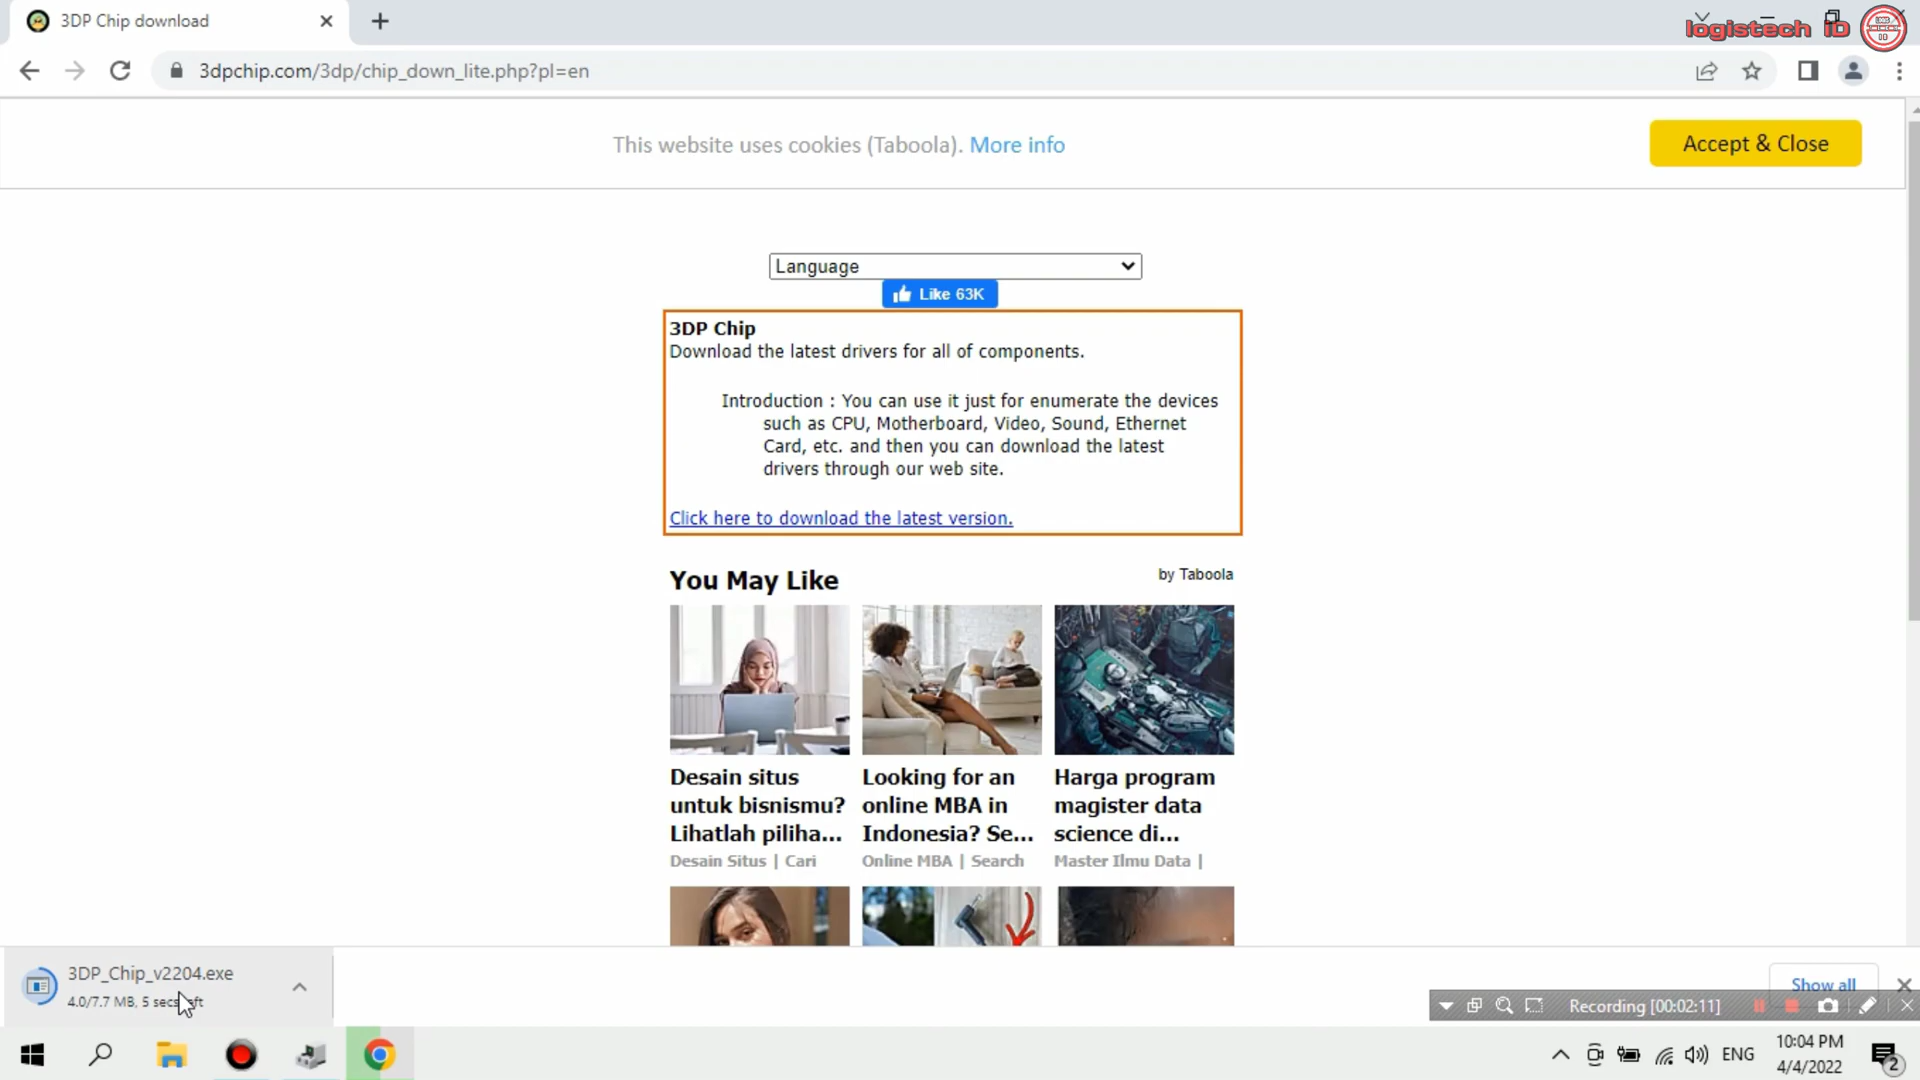 3DP Chip download
logistech ID
3dpchip.com/3dp/chip_down_lite.php?pl=en
This website uses cookies (Taboola). More info
Accept & Close
Language
Like 63K
3DP Chip
Download the latest drivers for all of components.
Introduction : You can use it just for enumerate the devices
such as CPU, Motherboard, Video, Sound, Ethernet
Card, etc. and then you can download the latest
drivers through our web site.
Click here to download the latest version.
You May Like
by Taboola
Desain situs
untuk bisnismu?
Lihatlah piliha...
Desain Situs | Cari
Looking for an
online MBA in
Indonesia? Se...
Online MBA | Search
Harga program
magister data
science di...
Master Ilmu Data |
3DP_Chip_v2204.exe
4.0/7.7 MB, 5 secs left
Show all
Recording [00:02:11]
ENG
10:04 PM
4/4/2022
2